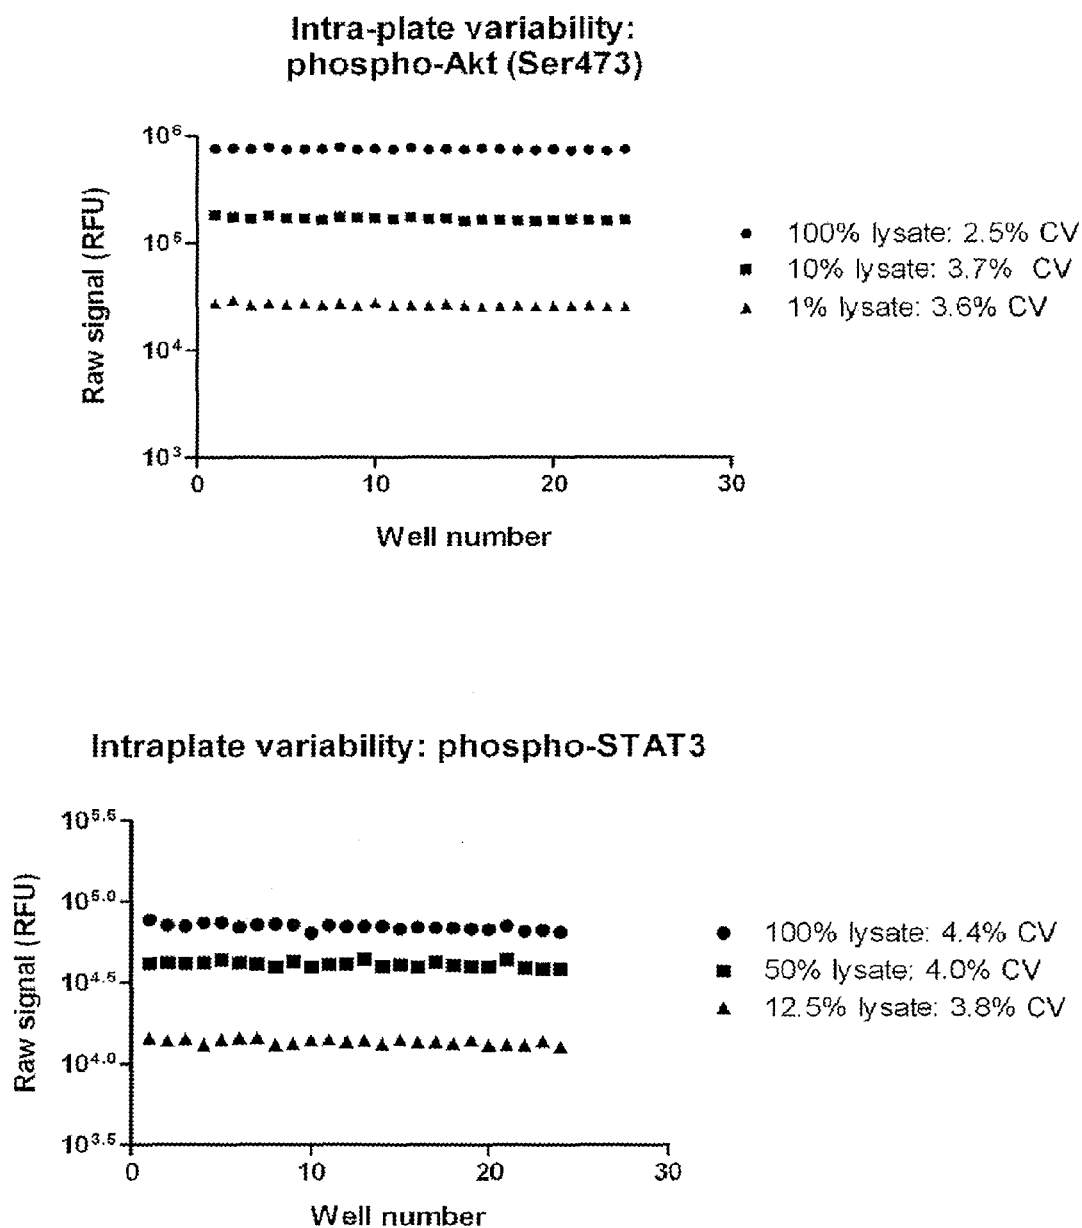 Intra-plate variability:
phospho-Akt (Ser473)
10⁶
10⁵
10⁴
10³
Raw signal (RFU)
0 10 20 30
Well number
100% lysate: 2.5% CV
10% lysate: 3.7% CV
1% lysate: 3.6% CV
Intraplate variability: phospho-STAT3
10⁵·⁵
10⁵·⁰
10⁴·⁵
10⁴·⁰
10³·⁵
Raw signal (RFU)
0 10 20 30
Well number
100% lysate: 4.4% CV
50% lysate: 4.0% CV
12.5% lysate: 3.8% CV